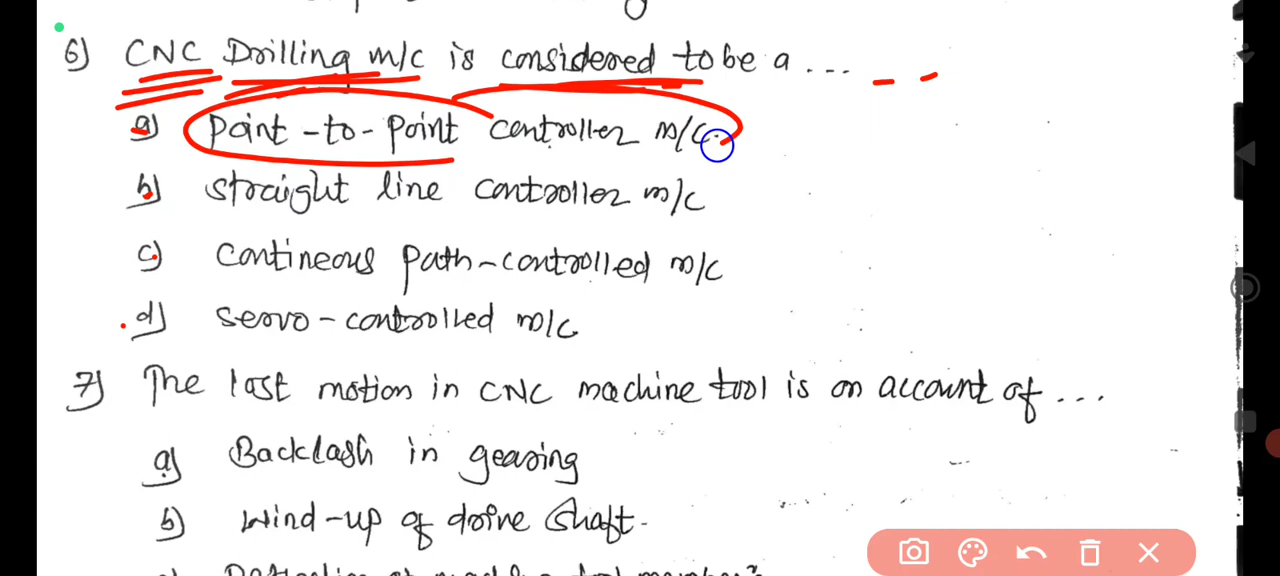 6) CNC Drilling m/c is considered to be a ...
a) point-to-point controller m/c
b) straight line controller m/c
c) contineous path-controlled m/c
d) servo-controlled m/c
7) The lost motion in CNC machine tool is on account of ...
a) Backlash in gearing
b) Wind-up of drive shaft.